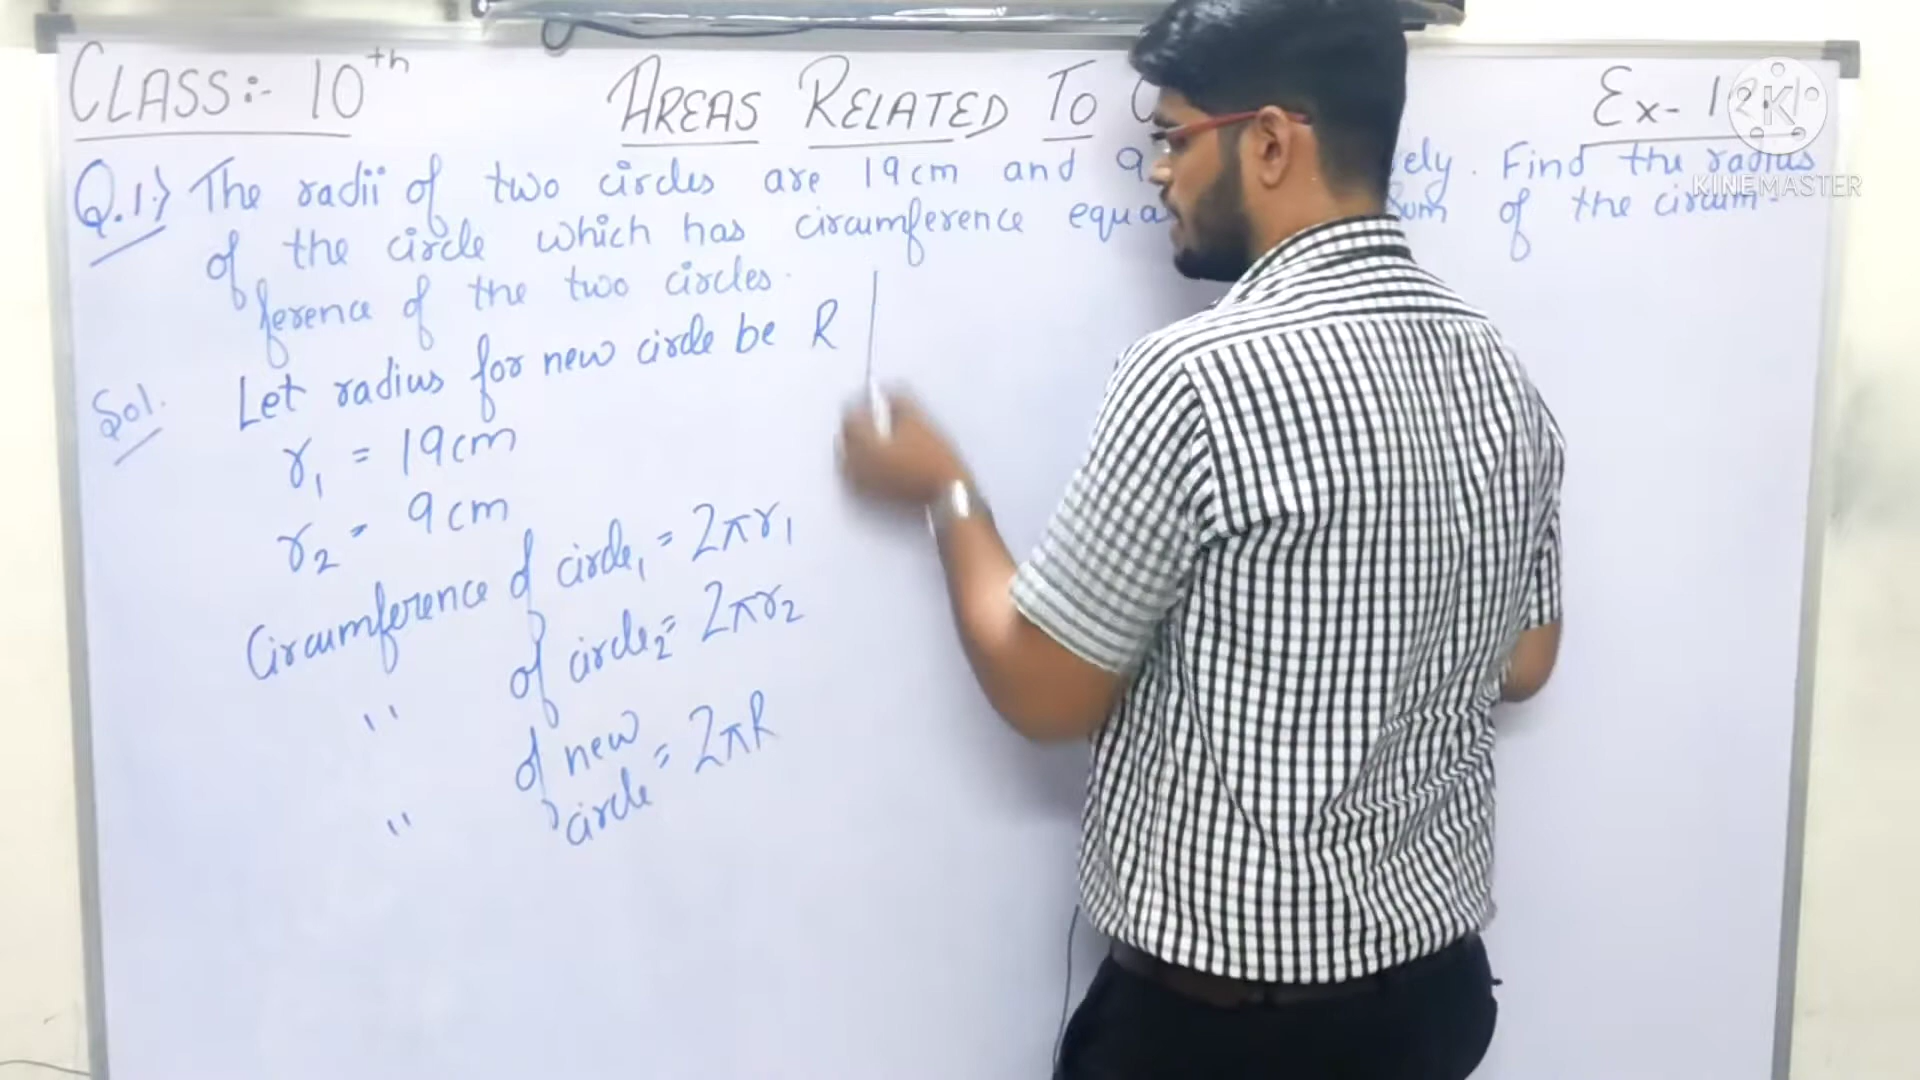 CLASS:- 10th
AREAS RELATED TO
Ex- 12.1
KINEMASTER
Q.1) The radii of two circles are 19cm and 9 ely. Find the radius
of the circle which has circumference equa sum of the circum-
ference of the two circles.
Sol. Let radius for new circle be R
r1 = 19cm
r2 = 9cm
Circumference of circle1 = 2πr1
" of circle2 = 2πr2
" of new circle = 2πR